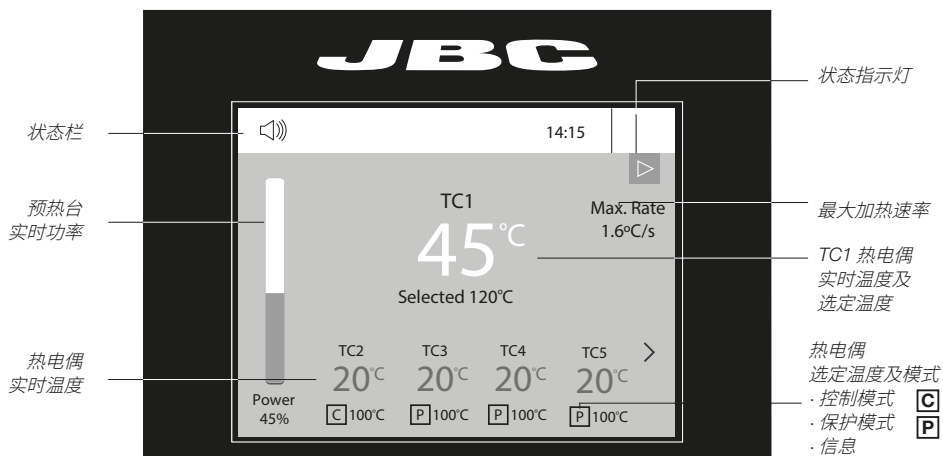 JBC
状态指示灯
状态栏
14:15
预热台
实时功率
TC1
45℃
Selected 120℃
Max. Rate
1.6ºC/s
最大加热速率
TC1 热电偶
实时温度及
选定温度
热电偶
实时温度
TC2 TC3 TC4 TC5 >
20℃ 20℃ 20℃ 20℃
C 100℃ P 100℃ P 100℃ P 100℃
Power
45%
热电偶
选定温度及模式
· 控制模式 C
· 保护模式 P
· 信息